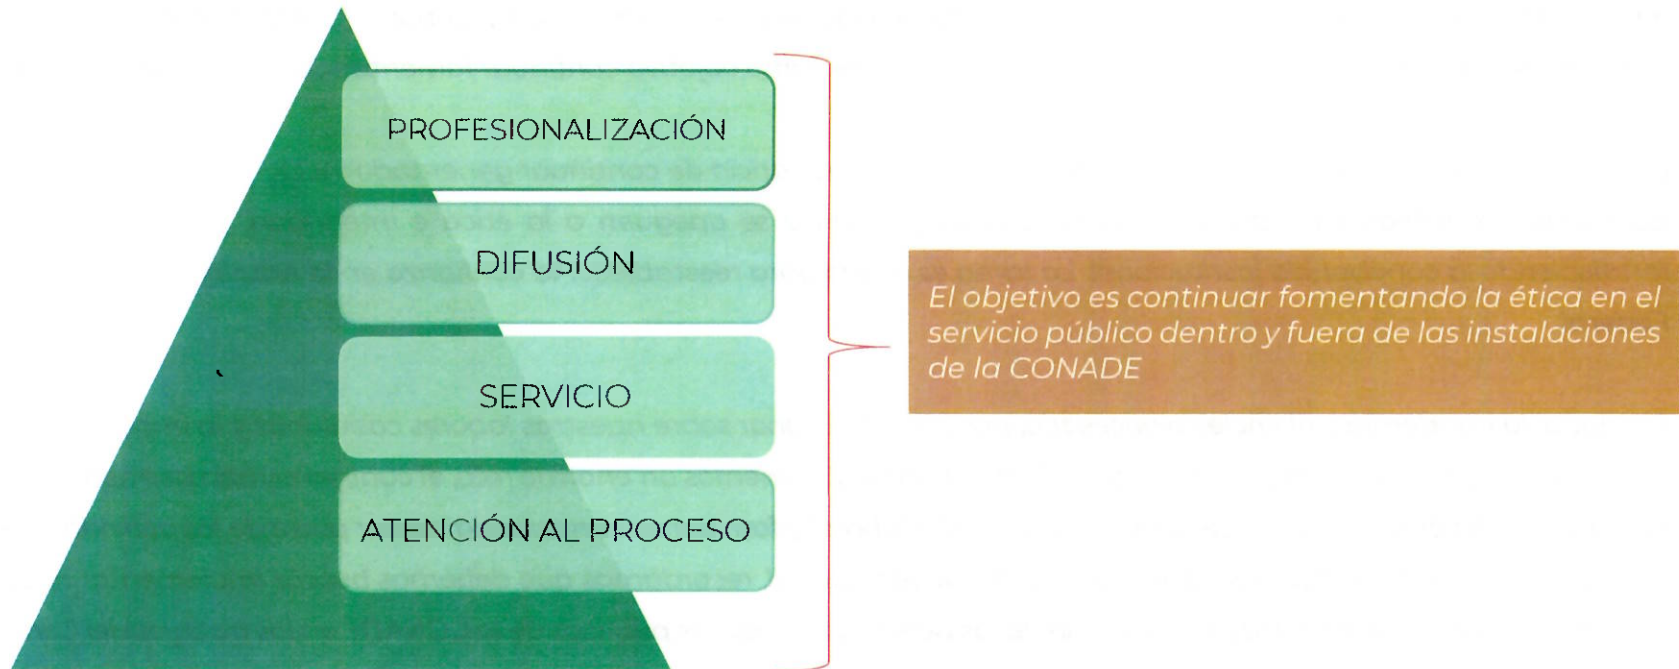 PROFESIONALIZACIÓN
DIFUSIÓN
SERVICIO
ATENCIÓN AL PROCESO
El objetivo es continuar fomentando la ética en el
servicio público dentro y fuera de las instalaciones
de la CONADE